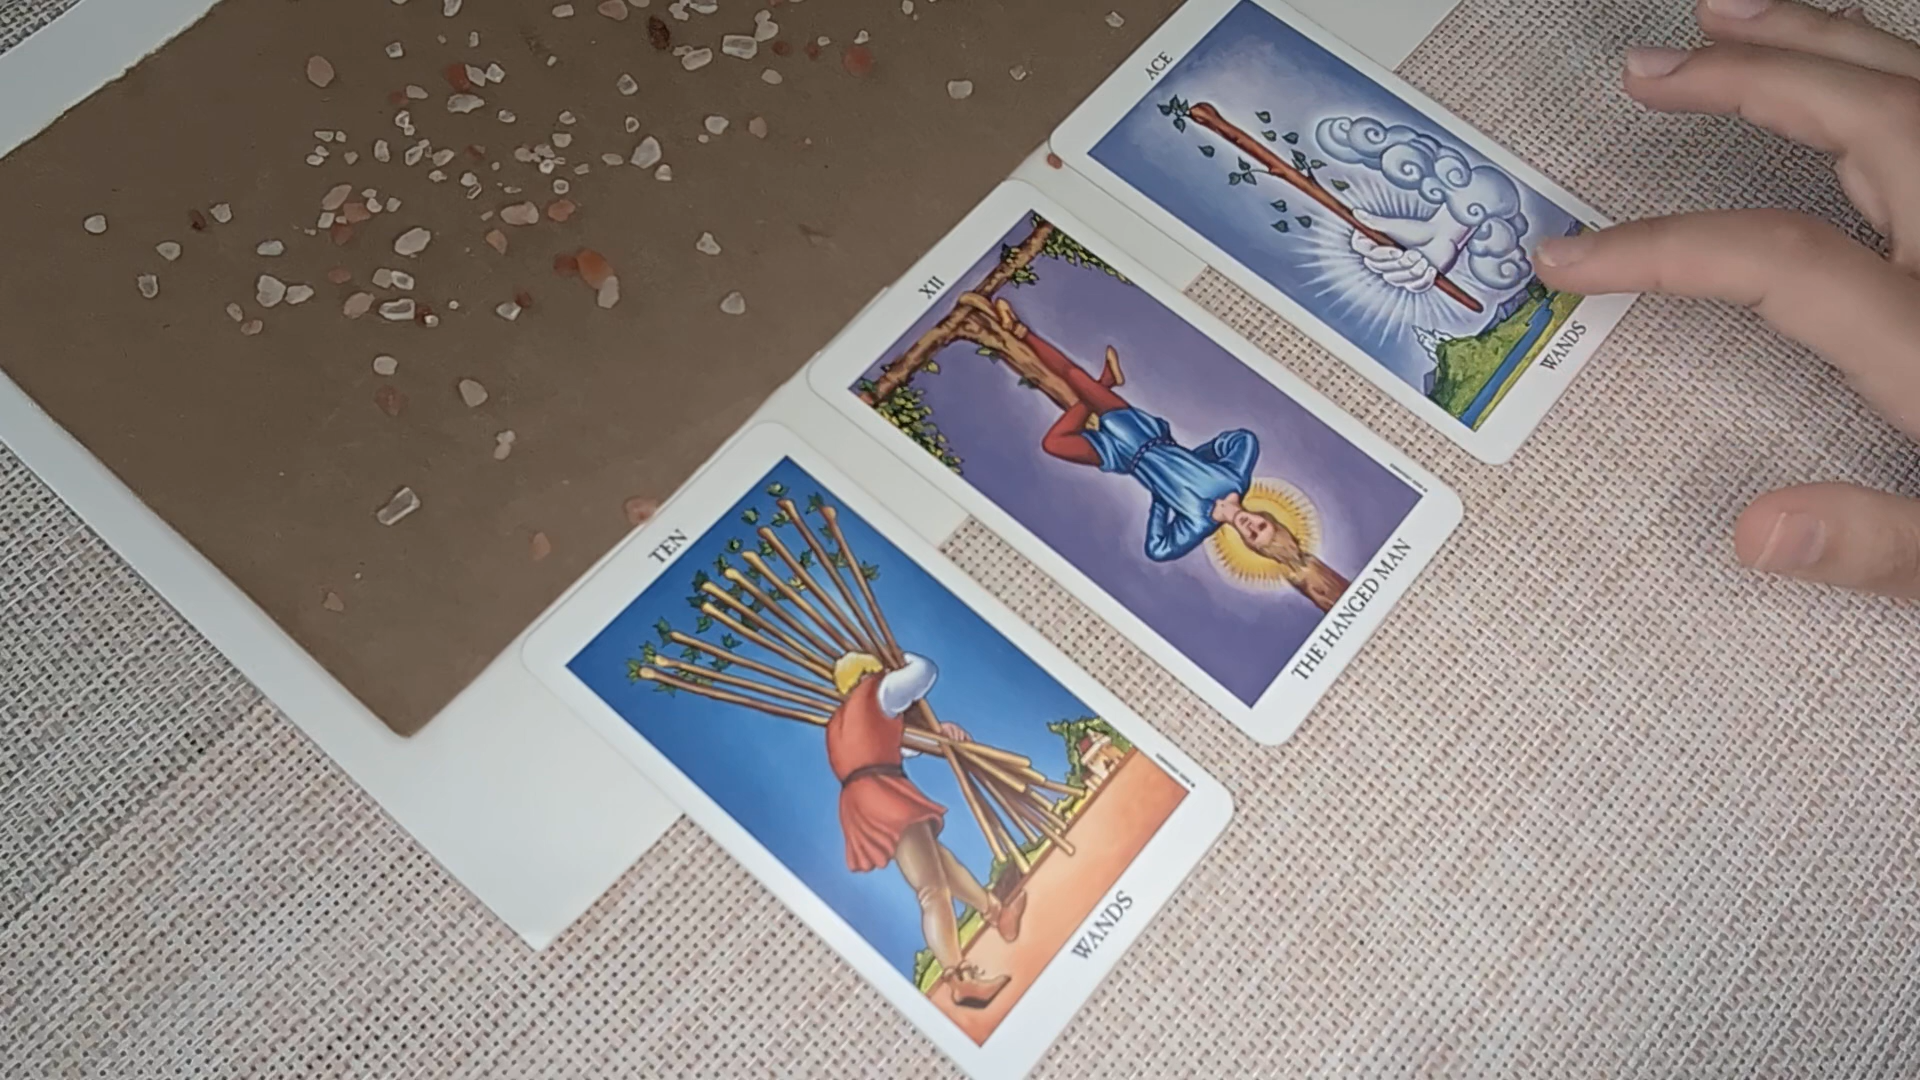 TEN
WANDS
XII
THE HANGED MAN
ACE
WANDS